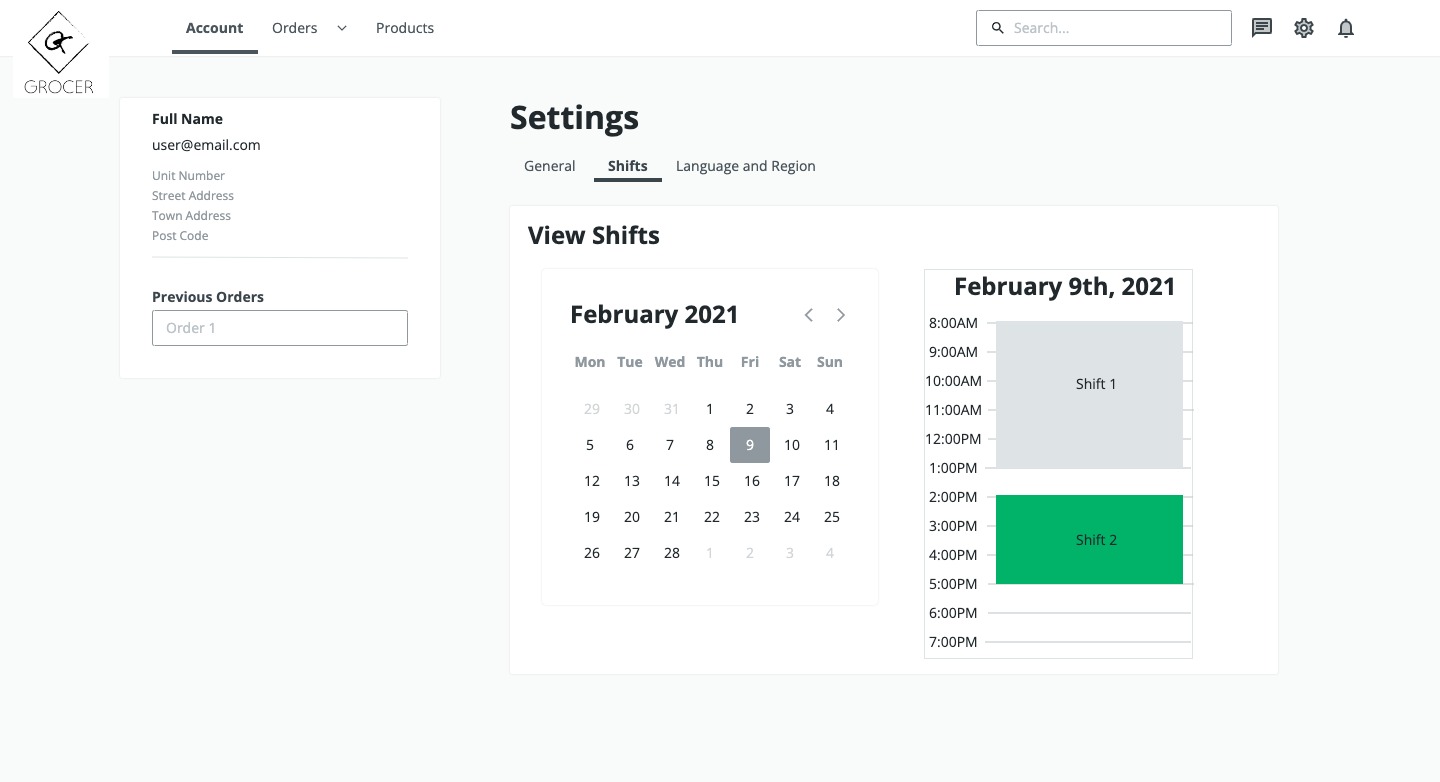 Account Orders Products Search...
GROCER
Full Name
user@email.com
Unit Number
Street Address
Town Address
Post Code
Previous Orders
Order 1
Settings
General Shifts Language and Region
View Shifts
February 2021
Mon Tue Wed Thu Fri Sat Sun
29 30 31 1 2 3 4
5 6 7 8 9 10 11
12 13 14 15 16 17 18
19 20 21 22 23 24 25
26 27 28 1 2 3 4
February 9th, 2021
8:00AM
9:00AM
10:00AM
Shift 1
11:00AM
12:00PM
1:00PM
2:00PM
3:00PM
Shift 2
4:00PM
5:00PM
6:00PM
7:00PM